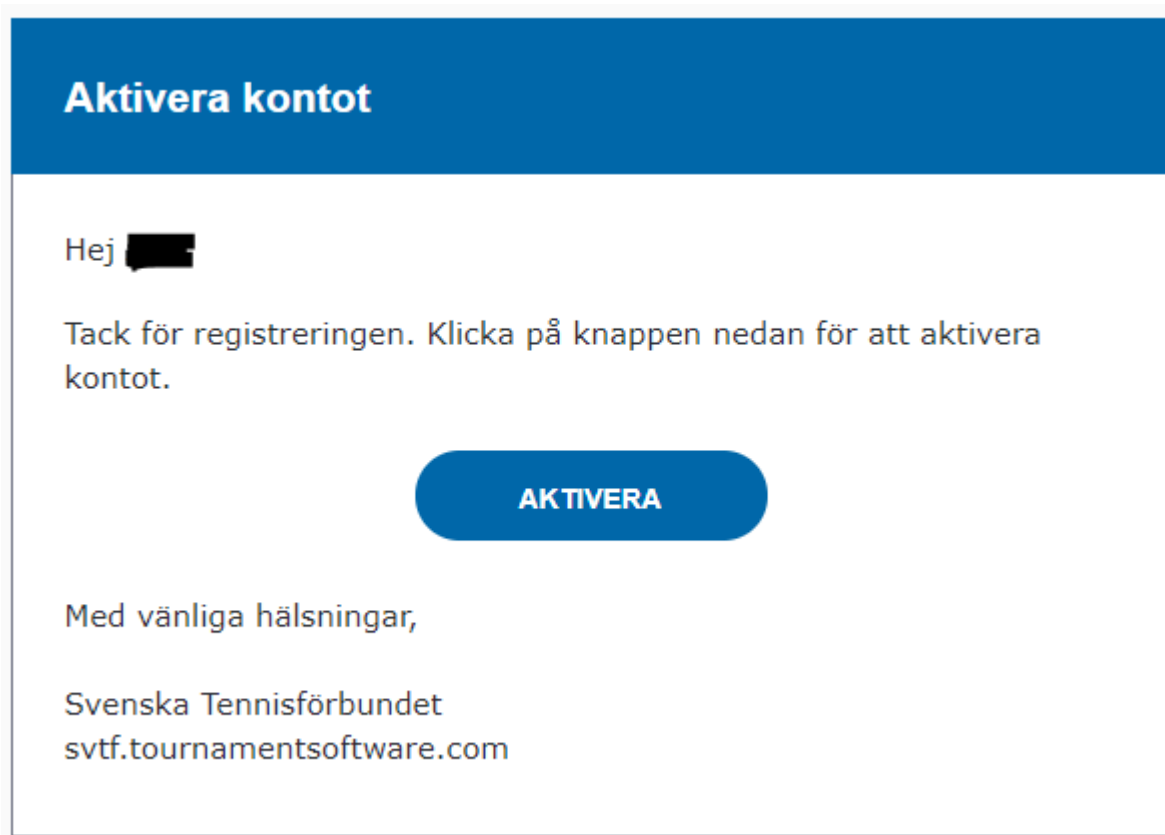 Aktivera kontot
Hej
Tack för registreringen. Klicka på knappen nedan för att aktivera
kontot.
AKTIVERA
Med vänliga hälsningar,
Svenska Tennisförbundet
svtf.tournamentsoftware.com